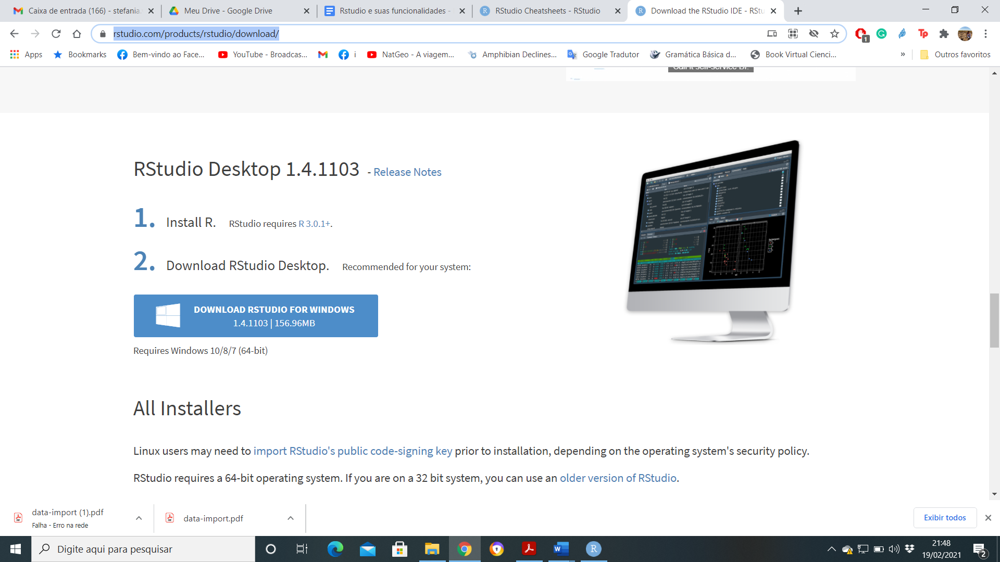 Caixa de entrada (166) - stefania.
Meu Drive - Google Drive
Rstudio e suas funcionalidades -
RStudio Cheatsheets - RStudio
Download the RStudio IDE - RStu
rstudio.com/products/rstudio/download/
1
Apps
Bookmarks
Bem-vindo ao Face...
YouTube - Broadcas...
i
NatGeo - A viagem...
Amphibian Declines...
Google Tradutor
Gramática Básica d...
Book Virtual Cienci...
»
Outros favoritos
Call it self-service BI.
RStudio Desktop 1.4.1103 - Release Notes
1. Install R. RStudio requires R 3.0.1+.
2. Download RStudio Desktop. Recommended for your system:
DOWNLOAD RSTUDIO FOR WINDOWS
1.4.1103 | 156.96MB
Requires Windows 10/8/7 (64-bit)
All Installers
Linux users may need to import RStudio's public code-signing key prior to installation, depending on the operating system's security policy.
RStudio requires a 64-bit operating system. If you are on a 32 bit system, you can use an older version of RStudio.
data-import (1).pdf
Falha - Erro na rede
data-import.pdf
Exibir todos
Digite aqui para pesquisar
21:48
19/02/2021
2